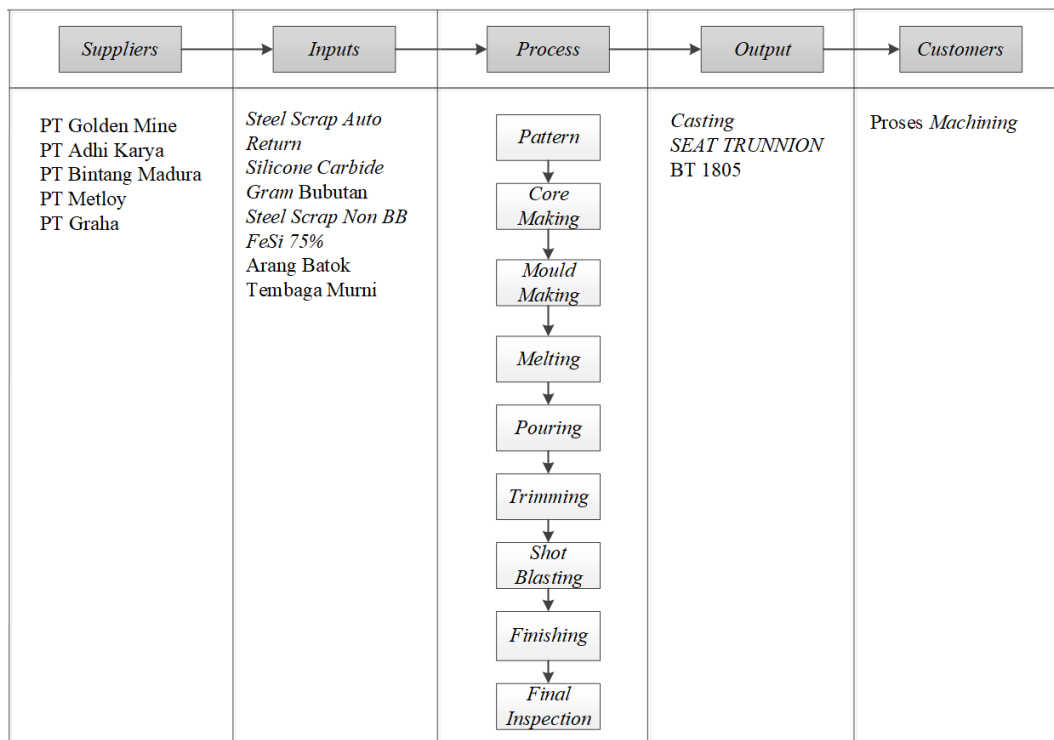 Suppliers
Inputs
Process
Output
Customers
PT Golden Mine
PT Adhi Karya
PT Bintang Madura
PT Metloy
PT Graha
Steel Scrap Auto
Return
Silicone Carbide
Gram Bubutan
Steel Scrap Non BB
FeSi 75%
Arang Batok
Tembaga Murni
Pattern
Core
Making
Mould
Making
Melting
Pouring
Trimming
Shot
Blasting
Finishing
Final
Inspection
Casting
SEAT TRUNNION
BT 1805
Proses Machining